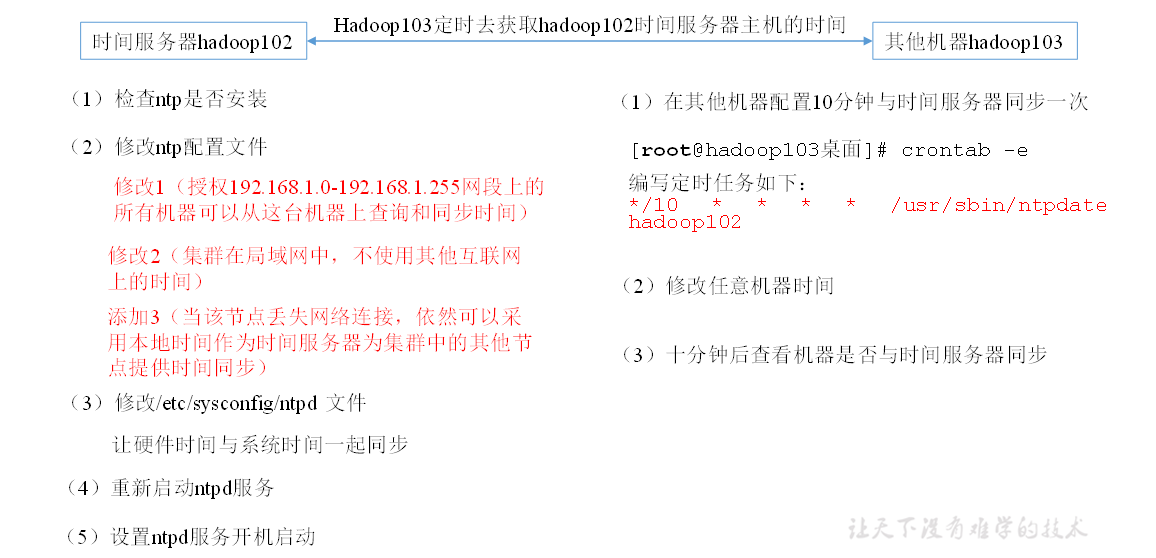 Hadoop103定时去获取hadoop102时间服务器主机的时间
时间服务器hadoop102
其他机器hadoop103
（1）检查ntp是否安装
（2）修改ntp配置文件
修改1（授权192.168.1.0-192.168.1.255网段上的
所有机器可以从这台机器上查询和同步时间）
修改2（集群在局域网中，不使用其他互联网
上的时间）
添加3（当该节点丢失网络连接，依然可以采
用本地时间作为时间服务器为集群中的其他节
点提供时间同步）
（3）修改/etc/sysconfig/ntpd 文件
让硬件时间与系统时间一起同步
（4）重新启动ntpd服务
（5）设置ntpd服务开机启动
（1）在其他机器配置10分钟与时间服务器同步一次
[root@hadoop103桌面]# crontab -e
编写定时任务如下：
*/10 * * * * /usr/sbin/ntpdate
hadoop102
（2）修改任意机器时间
（3）十分钟后查看机器是否与时间服务器同步
让天下没有难学的技术